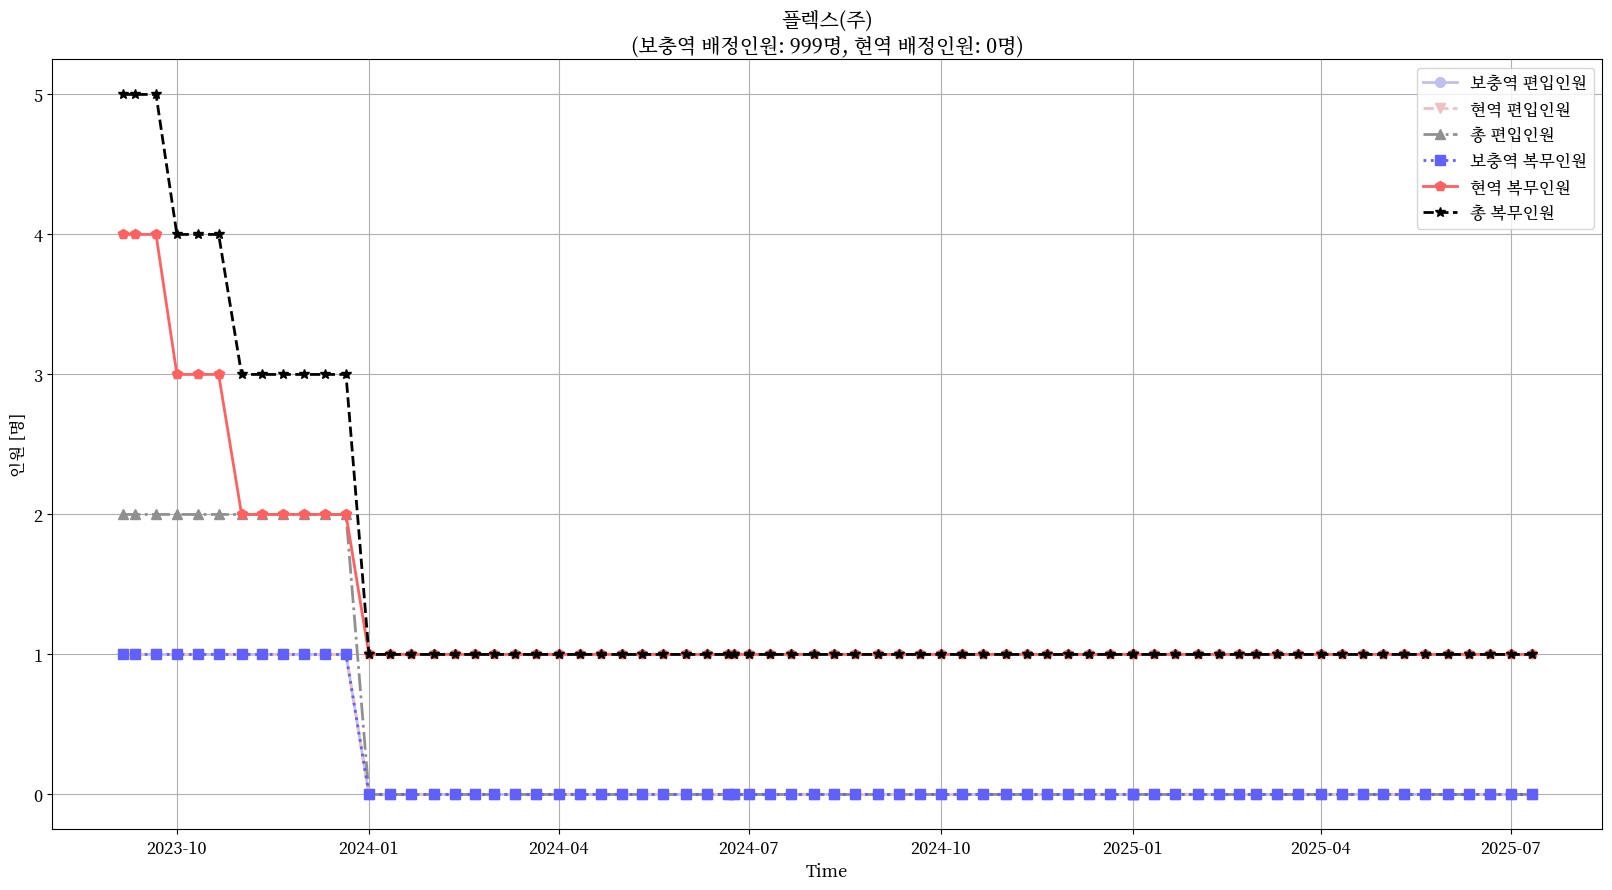 플렉스(주)
(보충역 배정인원: 999명, 현역 배정인원: 0명)
보충역 편입인원
현역 편입인원
총 편입인원
보충역 복무인원
현역 복무인원
총 복무인원
인원 [명]
5
4
3
2
1
0
2023-10
2024-01
2024-04
2024-07
2024-10
2025-01
2025-04
2025-07
Time